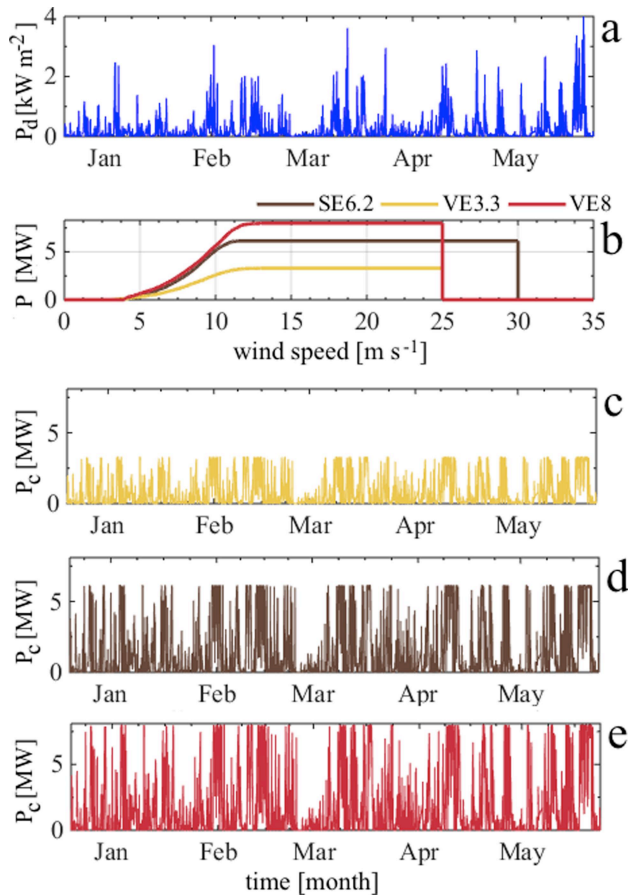 a
P_d [kW m⁻²]
4
2
0
Jan Feb Mar Apr May
SE6.2 VE3.3 VE8
b
P [MW]
5
0
0 5 10 15 20 25 30 35
wind speed [m s⁻¹]
c
P_c [MW]
5
0
Jan Feb Mar Apr May
d
P_c [MW]
5
0
Jan Feb Mar Apr May
e
P_c [MW]
5
0
Jan Feb Mar Apr May
time [month]